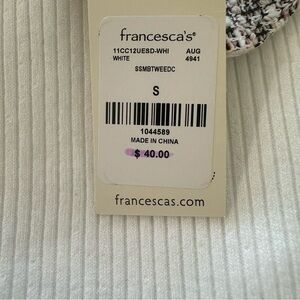 francesca's®
11CC12UESD-WHI AUG
WHITE 4941
SSMBTWEEDC
S
1044589
MADE IN CHINA
$ 40.00
francescas.com